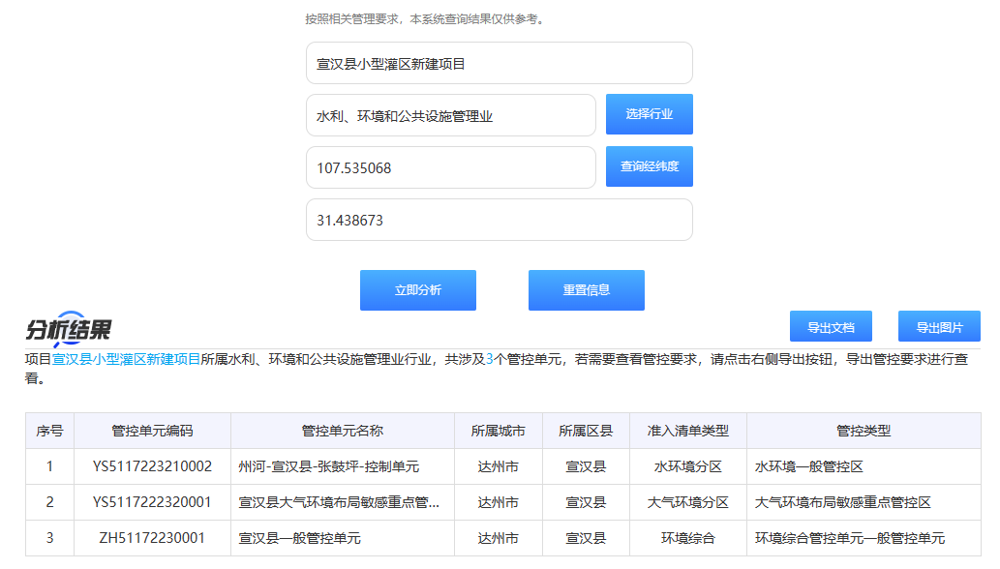 按照相关管理要求，本系统查询结果仅供参考。
宣汉县小型灌区新建项目
水利、环境和公共设施管理业 选择行业
107.535068 查询经纬度
31.438673
立即分析 重置信息
分析结果 导出文档 导出图片
项目宣汉县小型灌区新建项目所属水利、环境和公共设施管理业行业，共涉及3个管控单元，若需要查看管控要求，请点击右侧导出按钮，导出管控要求进行查
看。
序号 管控单元编码 管控单元名称 所属城市 所属区县 准入清单类型 管控类型
1 YS5117223210002 州河-宣汉县-张鼓坪-控制单元 达州市 宣汉县 水环境分区 水环境一般管控区
2 YS5117222320001 宣汉县大气环境布局敏感重点管... 达州市 宣汉县 大气环境分区 大气环境布局敏感重点管控区
3 ZH51172230001 宣汉县一般管控单元 达州市 宣汉县 环境综合 环境综合管控单元一般管控单元